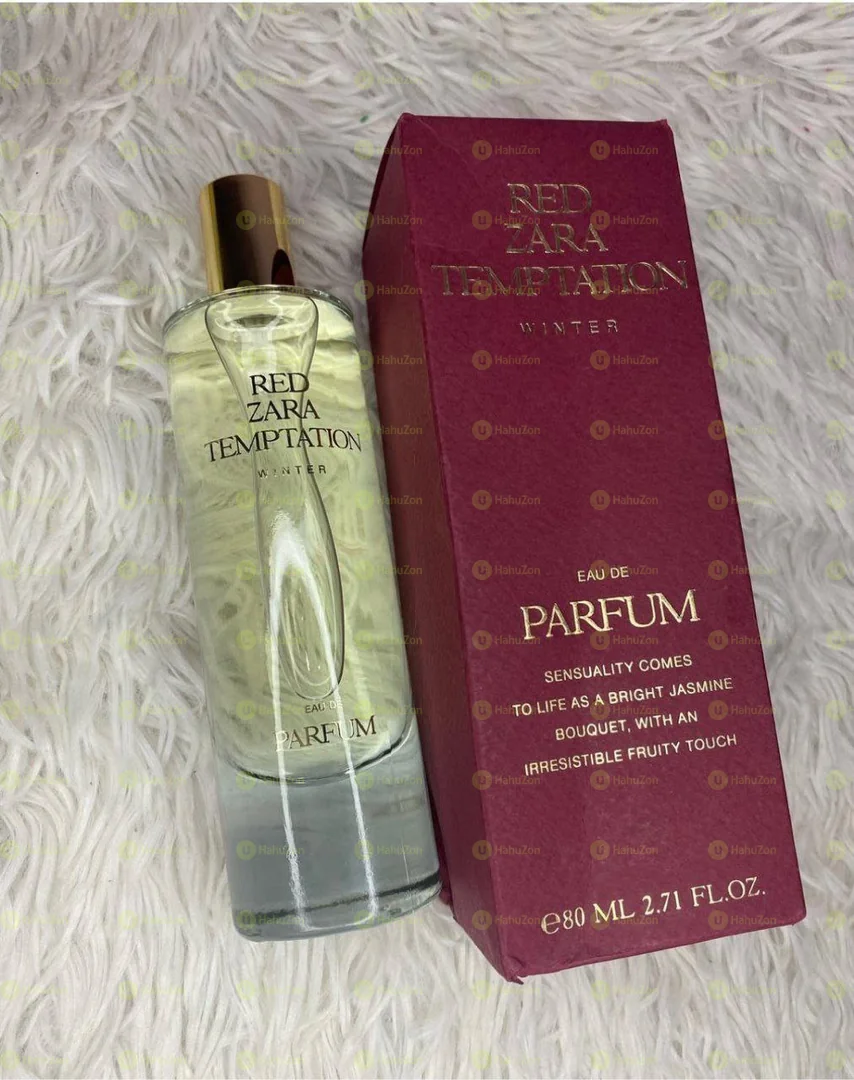 RED
ZARA
TEMPTATION
WINTER
EAU DE
PARFUM
RED
ZARA
TEMPTATION
WINTER
EAU DE
PARFUM
SENSUALITY COMES
TO LIFE AS A BRIGHT JASMINE
BOUQUET, WITH AN
IRRESISTIBLE FRUITY TOUCH
℮80 ML 2.71 FL.OZ.
HahuZon